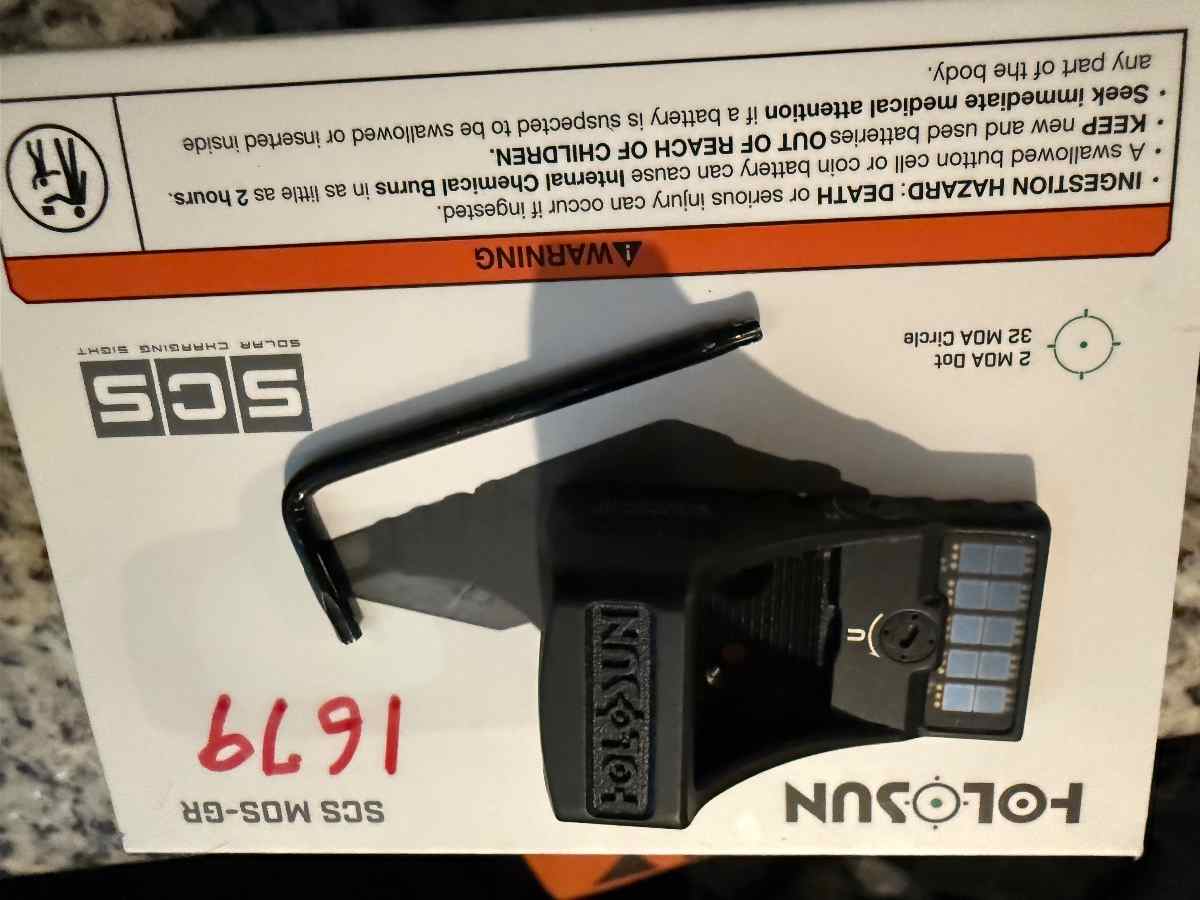 HOLOSUN
SCS MOS-GR
1679
HOLOSUN
2 MOA Dot
32 MOA Circle
SCS
SOLAR CHARGING SIGHT
WARNING
• INGESTION HAZARD: DEATH or serious injury can occur if ingested.
• A swallowed button cell or coin battery can cause Internal Chemical Burns in as little as 2 hours.
• KEEP new and used batteries OUT OF REACH OF CHILDREN.
• Seek immediate medical attention if a battery is suspected to be swallowed or inserted inside
any part of the body.